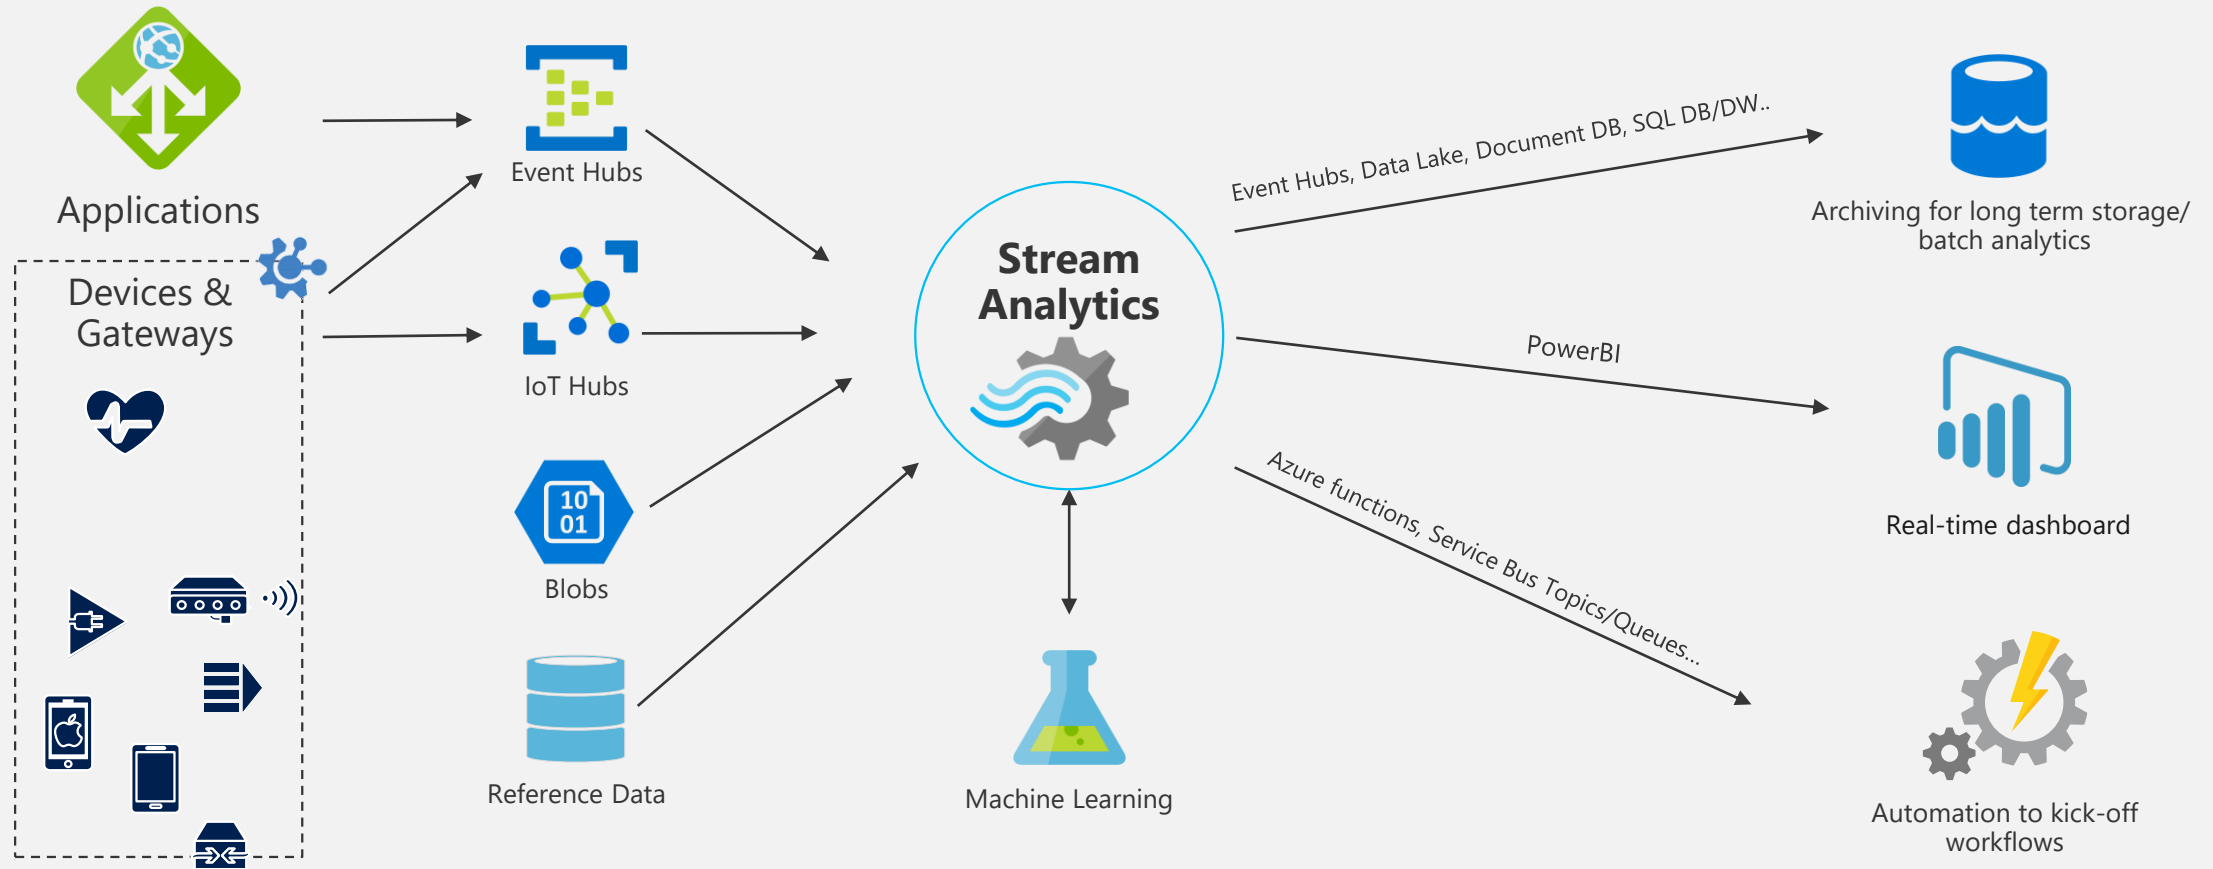 Applications
Devices &
Gateways
Event Hubs
IoT Hubs
10
01
Blobs
Reference Data
Stream
Analytics
Machine Learning
Event Hubs, Data Lake, Document DB, SQL DB/DW..
PowerBI
Azure functions, Service Bus Topics/Queues...
Archiving for long term storage/
batch analytics
Real-time dashboard
Automation to kick-off
workflows